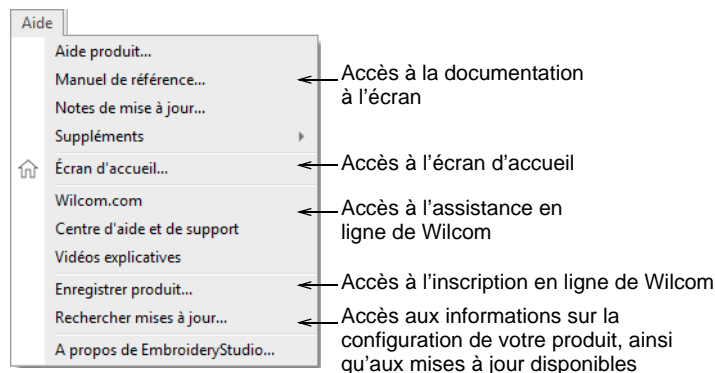 Aide
Aide produit...
Manuel de référence...
Notes de mise à jour...
Suppléments
Écran d'accueil...
Wilcom.com
Centre d'aide et de support
Vidéos explicatives
Enregistrer produit...
Rechercher mises à jour...
A propos de EmbroideryStudio...
Accès à la documentation
à l’écran
Accès à l’écran d’accueil
Accès à l’assistance en
ligne de Wilcom
Accès à l’inscription en ligne de Wilcom
Accès aux informations sur la
configuration de votre produit, ainsi
qu’aux mises à jour disponibles